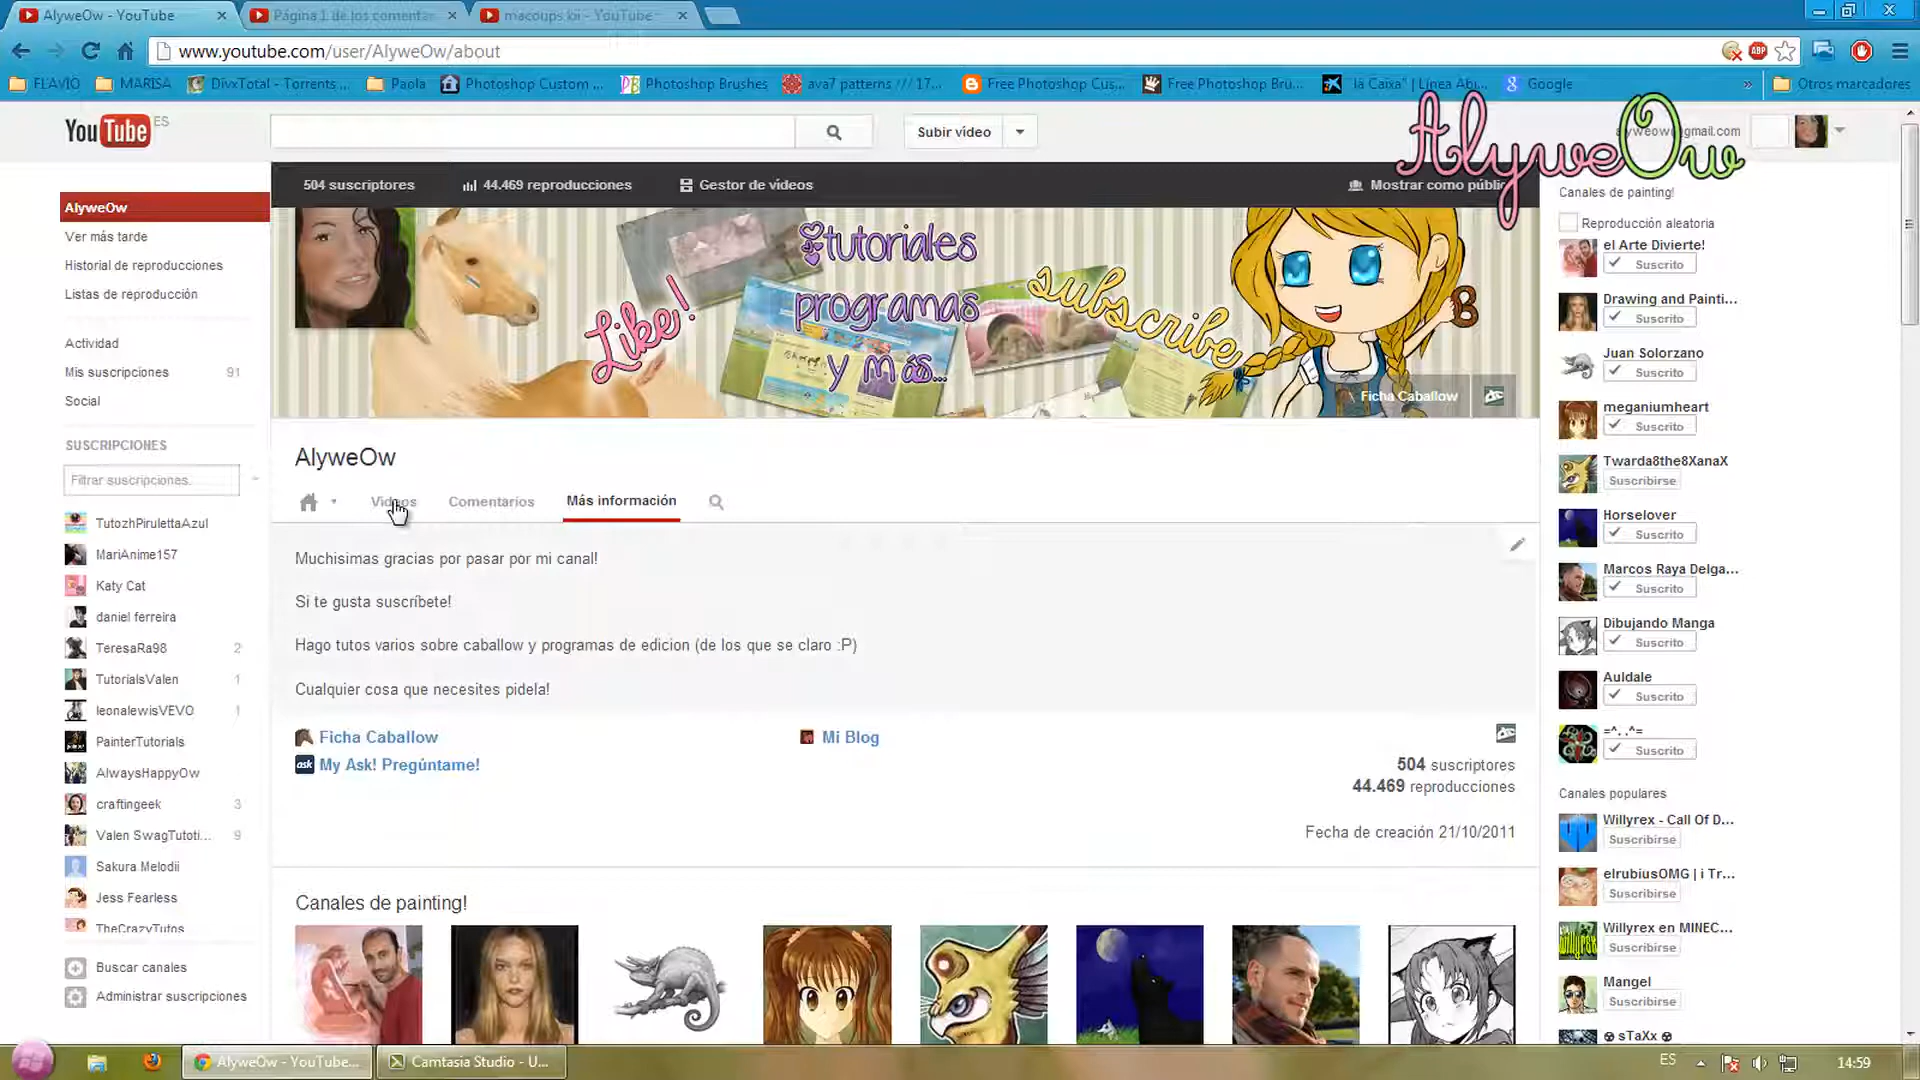 AlyweOw - YouTube
Página 1 de los comentar
macoups kii - YouTube
www.youtube.com/user/AlyweOw/about
FLAVIO
MARISA
DivxTotal - Torrents ...
Paola
Photoshop Custom ...
Photoshop Brushes
ava7 patterns /// 17...
Free Photoshop Cus...
Free Photoshop Bru...
"la Caixa" | Línea Abi...
Google
»
Otros marcadores
YouTube ES
Subir vídeo
@gmail.com
AlyweOw
504 suscriptores
44.469 reproducciones
Gestor de vídeos
Mostrar como públi
tutoriales
programas
y más...
Like!
subscribe
Ficha Caballow
AlyweOw
Ver más tarde
Historial de reproducciones
Listas de reproducción
Actividad
Mis suscripciones 91
Social
SUSCRIPCIONES
Filtrar suscripciones.
TutozhPirulettaAzul
MariAnime157
Katy Cat
daniel ferreira
TeresaRa98 2
TutorialsValen 1
leonalewisVEVO 1
PainterTutorials
AlwaysHappyOw
craftingeek 3
Valen SwagTutoti... 9
Sakura Melodii
Jess Fearless
TheCrazyTutos
Buscar canales
Administrar suscripciones
AlyweOw
Vídeos
Comentarios
Más información
Muchisimas gracias por pasar por mi canal!
Si te gusta suscríbete!
Hago tutos varios sobre caballow y programas de edicion (de los que se claro :P)
Cualquier cosa que necesites pidela!
Ficha Caballow
Mi Blog
ask My Ask! Pregúntame!
504 suscriptores
44.469 reproducciones
Fecha de creación 21/10/2011
Canales de painting!
Canales de painting!
Reproducción aleatoria
el Arte Divierte!
Suscrito
Drawing and Painti...
Suscrito
Juan Solorzano
Suscrito
meganiumheart
Suscrito
Twarda8the8XanaX
Suscribirse
Horselover
Suscrito
Marcos Raya Delga...
Suscrito
Dibujando Manga
Suscrito
Auldale
Suscrito
=^. .^=
Suscrito
Canales populares
Willyrex - Call Of D...
Suscribirse
elrubiusOMG | i Tr...
Suscribirse
Willyrex en MINEC...
Suscribirse
Mangel
Suscribirse
☢ sTaXx ☢
AlyweOw - YouTube...
Camtasia Studio - U...
ES
14:59